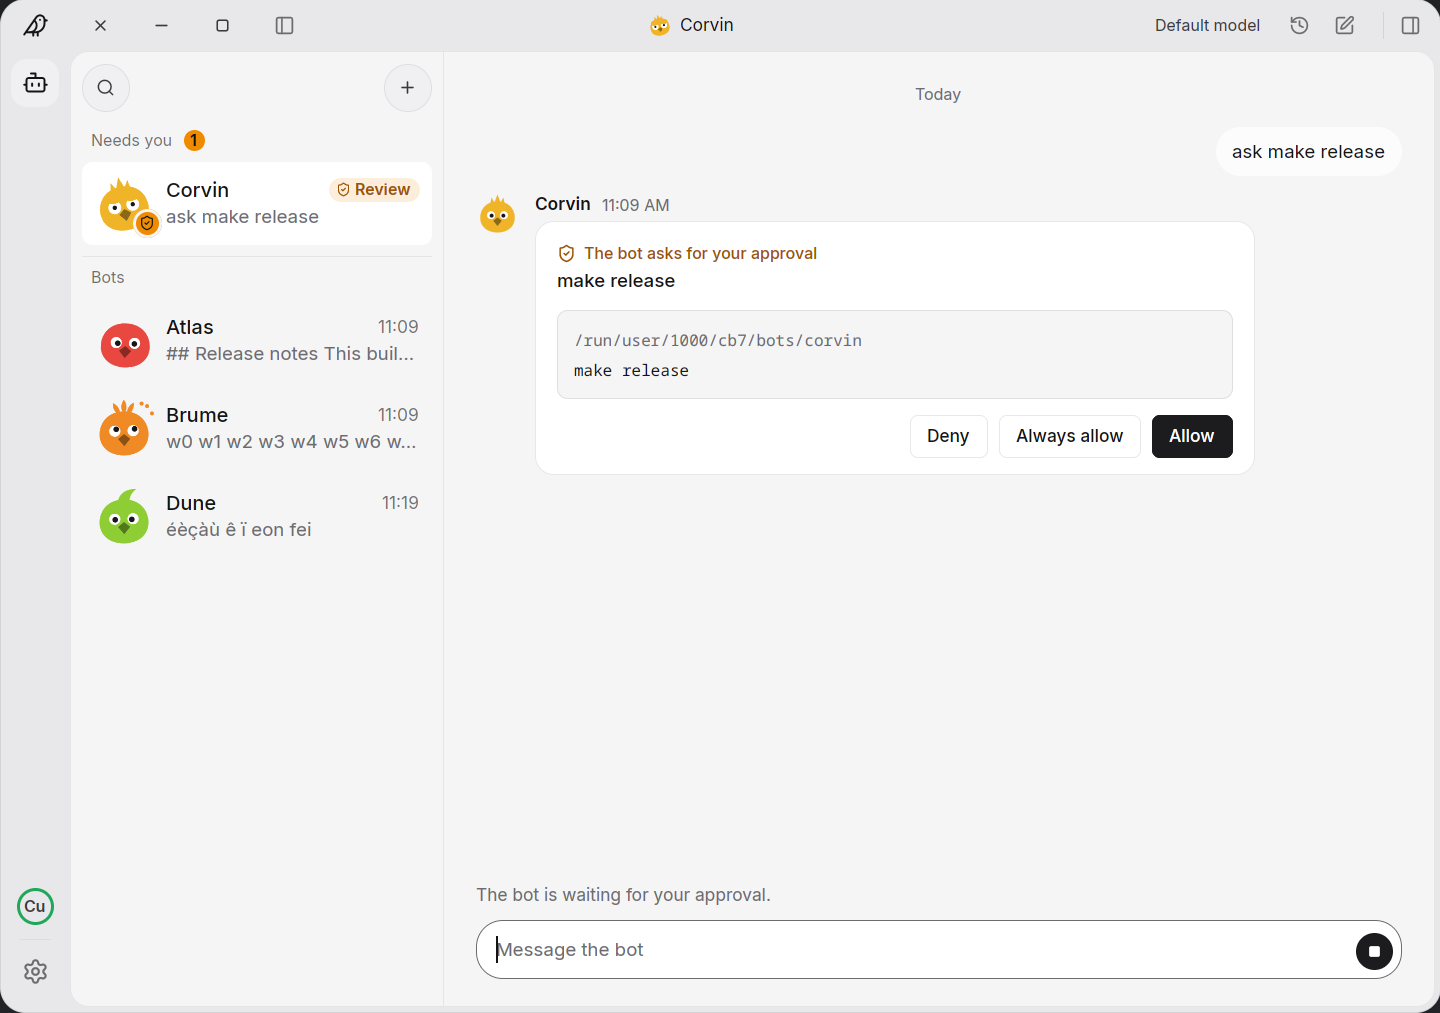 Corvin
Default model
Needs you 1
Corvin
Review
ask make release
Bots
Atlas 11:09
## Release notes This buil...
Brume 11:09
w0 w1 w2 w3 w4 w5 w6 w...
Dune 11:19
éèçàù ê ï eon fei
Cu
Today
ask make release
Corvin 11:09 AM
The bot asks for your approval
make release
/run/user/1000/cb7/bots/corvin
make release
Deny
Always allow
Allow
The bot is waiting for your approval.
Message the bot